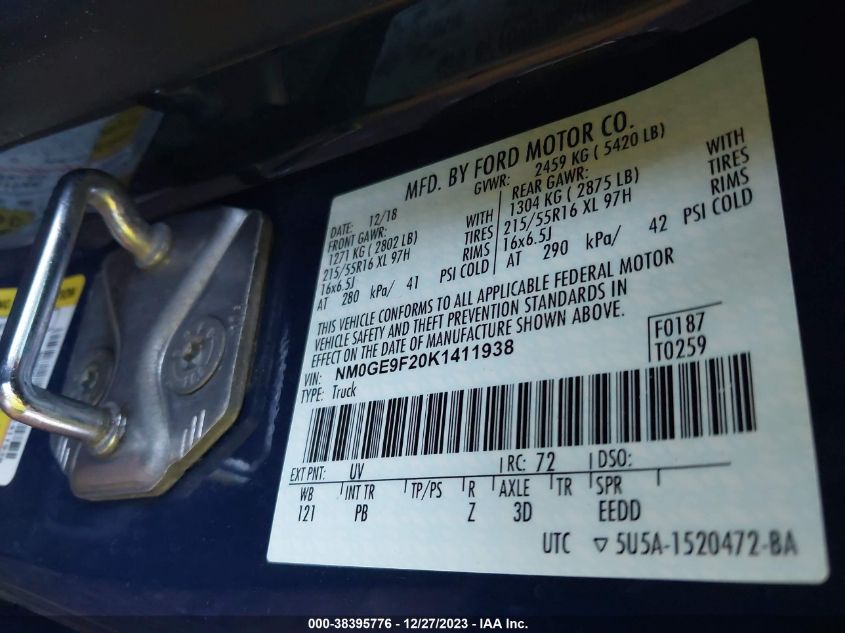 MFD. BY FORD MOTOR CO.
DATE: 12/18 GVWR: 2459 KG ( 5420 LB)
FRONT GAWR: WITH REAR GAWR: WITH
1271 KG ( 2802 LB) TIRES 1304 KG ( 2875 LB) TIRES
215/55R16 XL 97H RIMS 215/55R16 XL 97H RIMS
16x6.5J 16x6.5J
AT 280 kPa/ 41 PSI COLD AT 290 kPa/ 42 PSI COLD
THIS VEHICLE CONFORMS TO ALL APPLICABLE FEDERAL MOTOR
VEHICLE SAFETY AND THEFT PREVENTION STANDARDS IN
EFFECT ON THE DATE OF MANUFACTURE SHOWN ABOVE.
VIN: NM0GE9F20K1411938 F0187
TYPE: Truck T0259
EXT PNT: UV RC: 72 DSO:
WB INT TR TP/PS R AXLE TR SPR
121 PB Z 3D EEDD
UTC ▽ 5U5A-1520472-BA
000-38395776 - 12/27/2023 - IAA Inc.